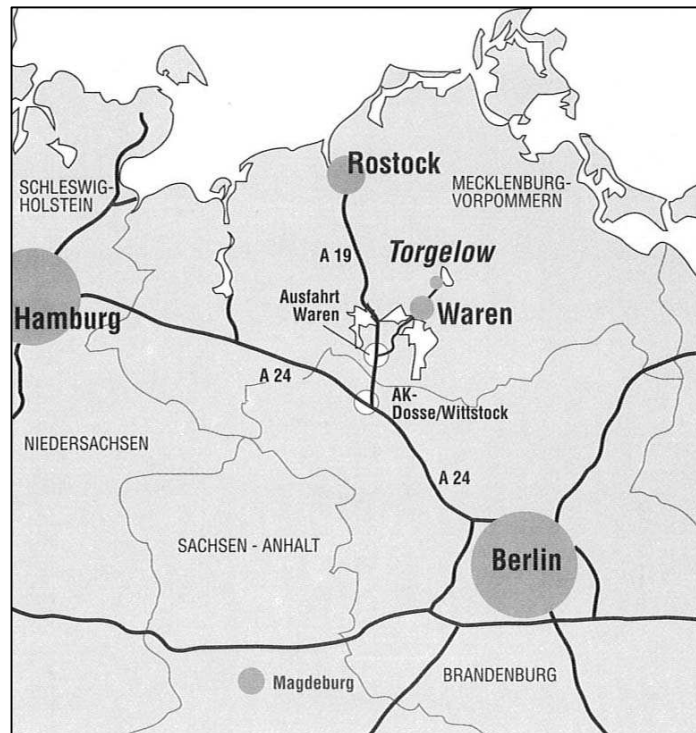 Rostock
SCHLESWIG-
HOLSTEIN
MECKLENBURG-
VORPOMMERN
A 19
Torgelow
Ausfahrt
Waren
Waren
Hamburg
A 24
AK-
Dosse/Wittstock
NIEDERSACHSEN
A 24
SACHSEN - ANHALT
Berlin
Magdeburg
BRANDENBURG